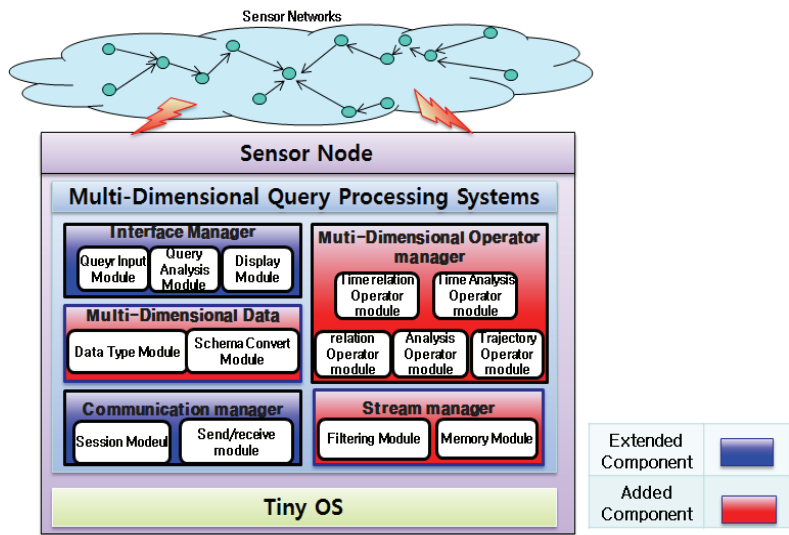 Sensor Networks
Sensor Node
Multi-Dimensional Query Processing Systems
Interface Manager
Queyr Input
Module
Query
Analysis
Module
Display
Module
Muti-Dimensional Operator
manager
Time relation
Operator
module
Time Analysis
Operator
module
relation
Operator
module
Analysis
Operator
module
Trajectory
Operator
module
Multi-Dimensional Data
Data Type Module
Schema Convert
Module
Communication manager
Session Modeul
Send/receive
module
Stream manager
Filtering Module
Memory Module
Tiny OS
Extended
Component
Added
Component